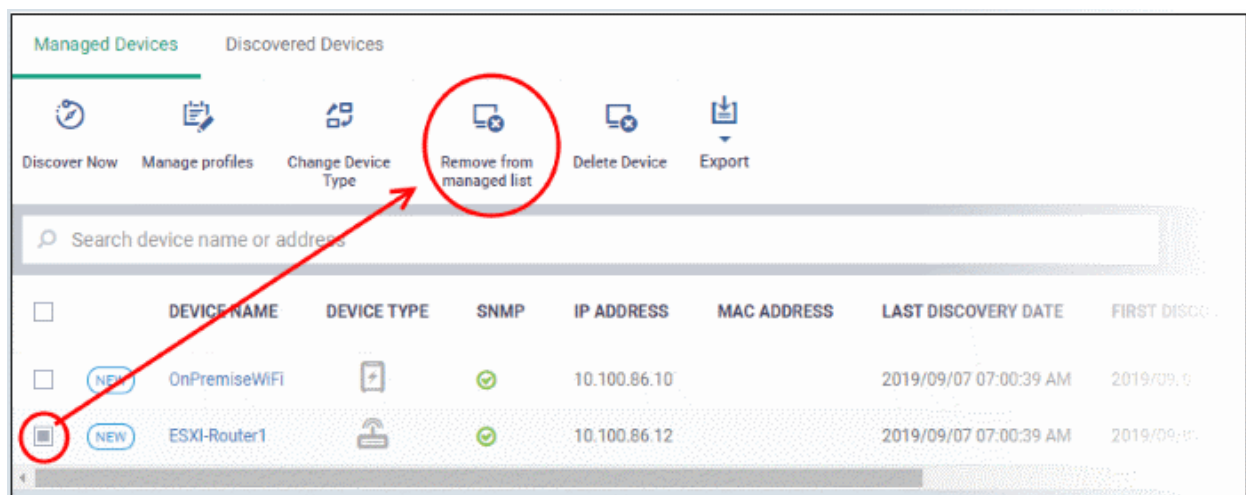 Managed Devices Discovered Devices
Discover Now Manage profiles Change Device Type Remove from managed list Delete Device Export
Search device name or address
DEVICE NAME DEVICE TYPE SNMP IP ADDRESS MAC ADDRESS LAST DISCOVERY DATE FIRST
NEW OnPremiseWiFi 10.100.86.10 2019/09/07 07:00:39 AM
NEW ESXI-Router1 10.100.86.12 2019/09/07 07:00:39 AM